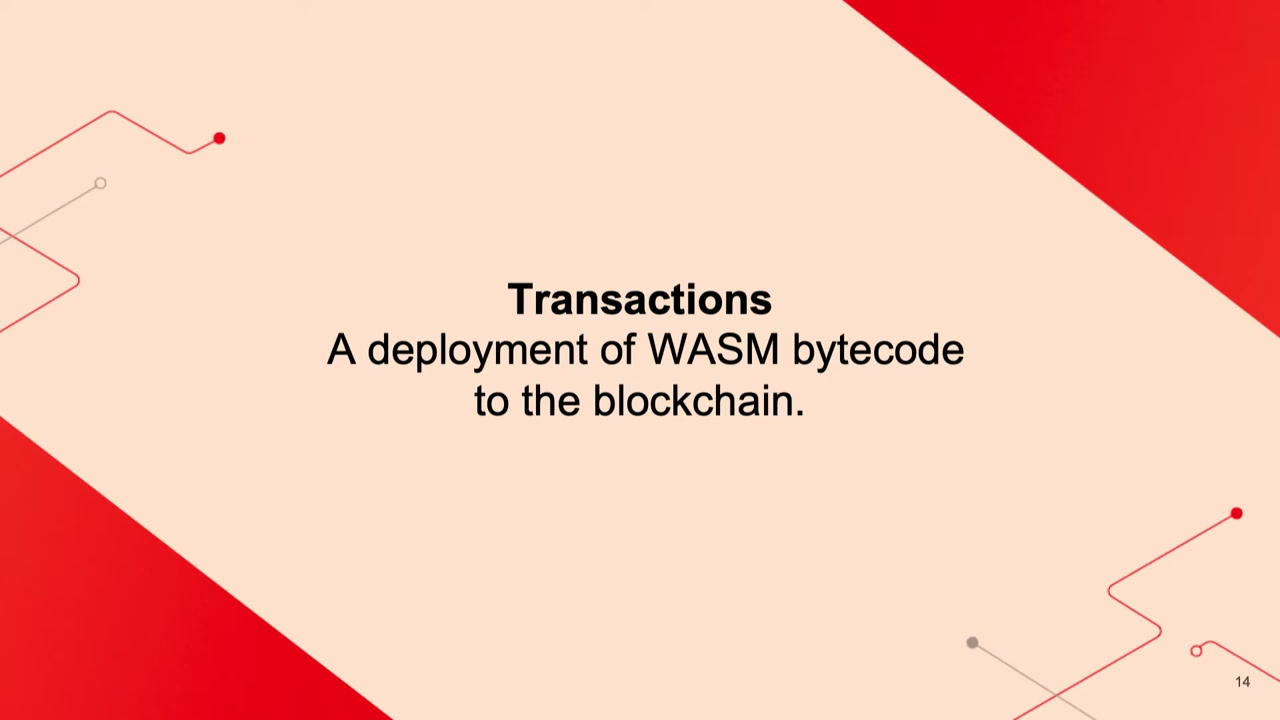 Transactions
A deployment of WASM bytecode
to the blockchain.
14